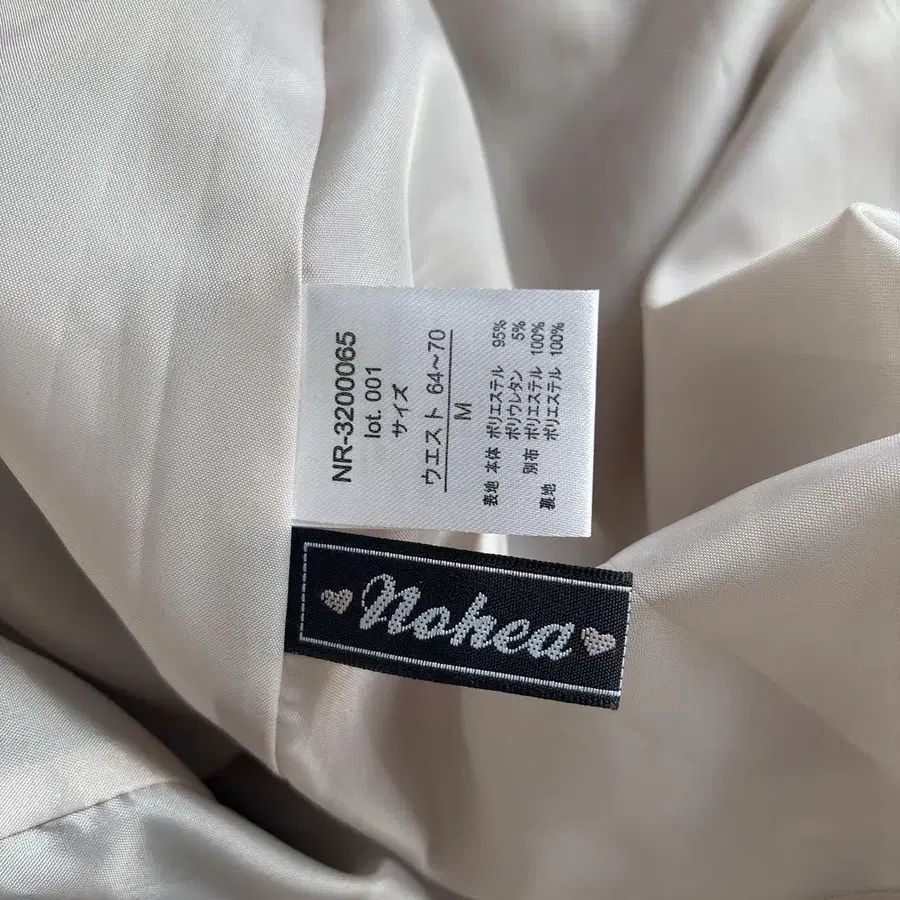 NR-3200065
lot. 001
サイズ
ウエスト 64～70
M
表地 本体 ポリエステル 95%
ポリウレタン 5%
別布 ポリエステル 100%
裏地 ポリエステル 100%
Nohea